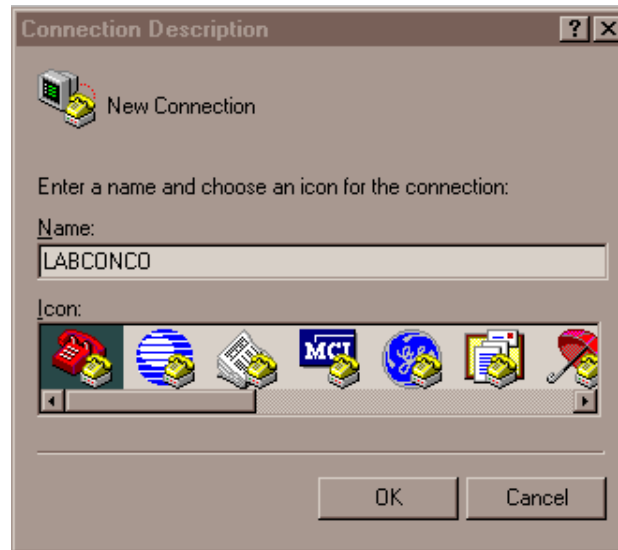 Connection Description
New Connection
Enter a name and choose an icon for the connection:
Name:
LABCONCO
Icon:
MCI
OK Cancel